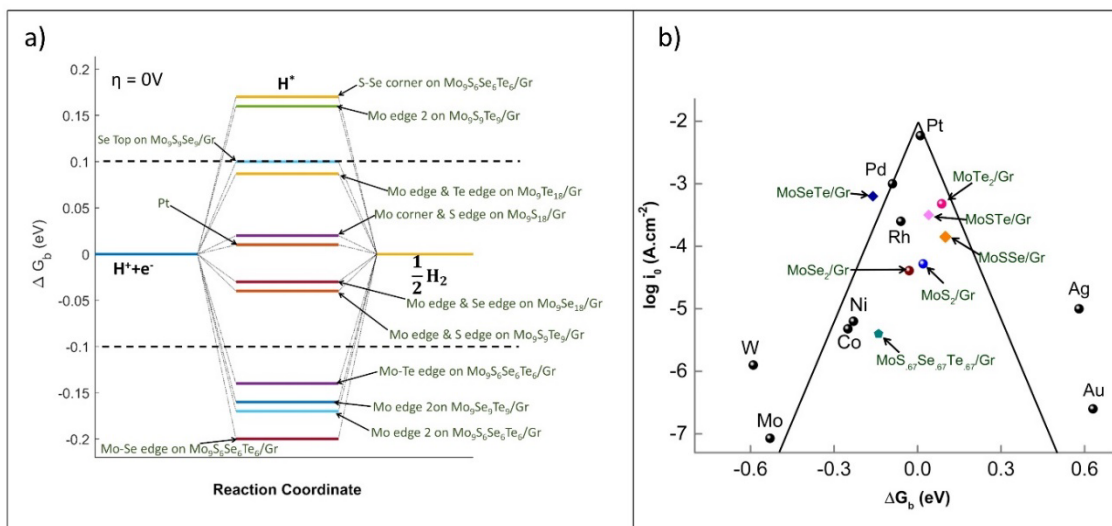 a)
η = 0V
H*
S-Se corner on Mo₉S₆Se₆Te₆/Gr
Mo edge 2 on Mo₉S₉Te₉/Gr
Se Top on Mo₉S₉Se₉/Gr
Mo edge & Te edge on Mo₉Te₁₈/Gr
Pt
Mo corner & S edge on Mo₉S₁₈/Gr
H⁺+e⁻
1/2 H₂
Mo edge & Se edge on Mo₉Se₁₈/Gr
Mo edge & S edge on Mo₉S₉Te₉/Gr
Mo-Te edge on Mo₉S₆Se₆Te₆/Gr
Mo edge 2on Mo₉Se₉Te₉/Gr
Mo edge 2 on Mo₉S₆Se₆Te₆/Gr
Mo-Se edge on Mo₉S₆Se₆Te₆/Gr
0.2
0.15
0.1
0.05
0
-0.05
-0.1
-0.15
-0.2
Δ G_b (eV)
Reaction Coordinate
b)
Pt
Pd
MoTe₂/Gr
MoSeTe/Gr
MoSTe/Gr
Rh
MoSSe/Gr
MoSe₂/Gr
MoS₂/Gr
Ni
Co
Ag
MoS.₆₇Se.₆₇Te.₆₇/Gr
W
Au
Mo
-2
-3
-4
-5
-6
-7
log i₀ (A.cm⁻²)
-0.6 -0.3 0.0 0.3 0.6
ΔG_b (eV)